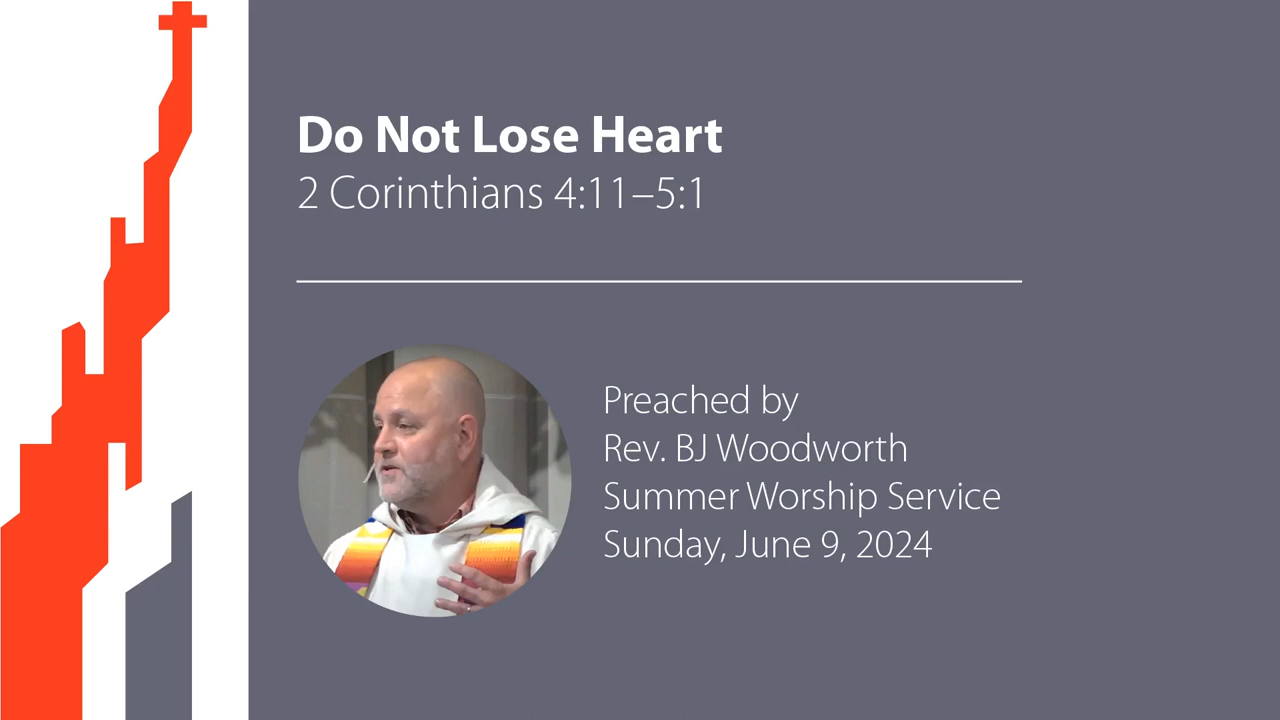 Do Not Lose Heart
2 Corinthians 4:11–5:1
Preached by
Rev. BJ Woodworth
Summer Worship Service
Sunday, June 9, 2024